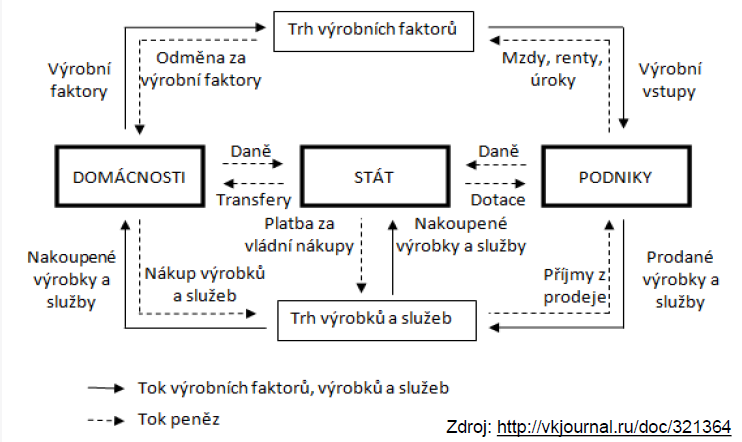 Trh výrobních faktorů
Výrobní
faktory
Odměna za
výrobní faktory
Mzdy, renty,
úroky
Výrobní
vstupy
DOMÁCNOSTI
Daně
Transfery
STÁT
Daně
Dotace
PODNIKY
Nakoupené
výrobky a
služby
Nákup výrobků
a služeb
Platba za
vládní nákupy
Nakoupené
výrobky a služby
Příjmy z
prodeje
Prodané
výrobky a
služby
Trh výrobků a služeb
Tok výrobních faktorů, výrobků a služeb
Tok peněz
Zdroj: http://vkjournal.ru/doc/321364